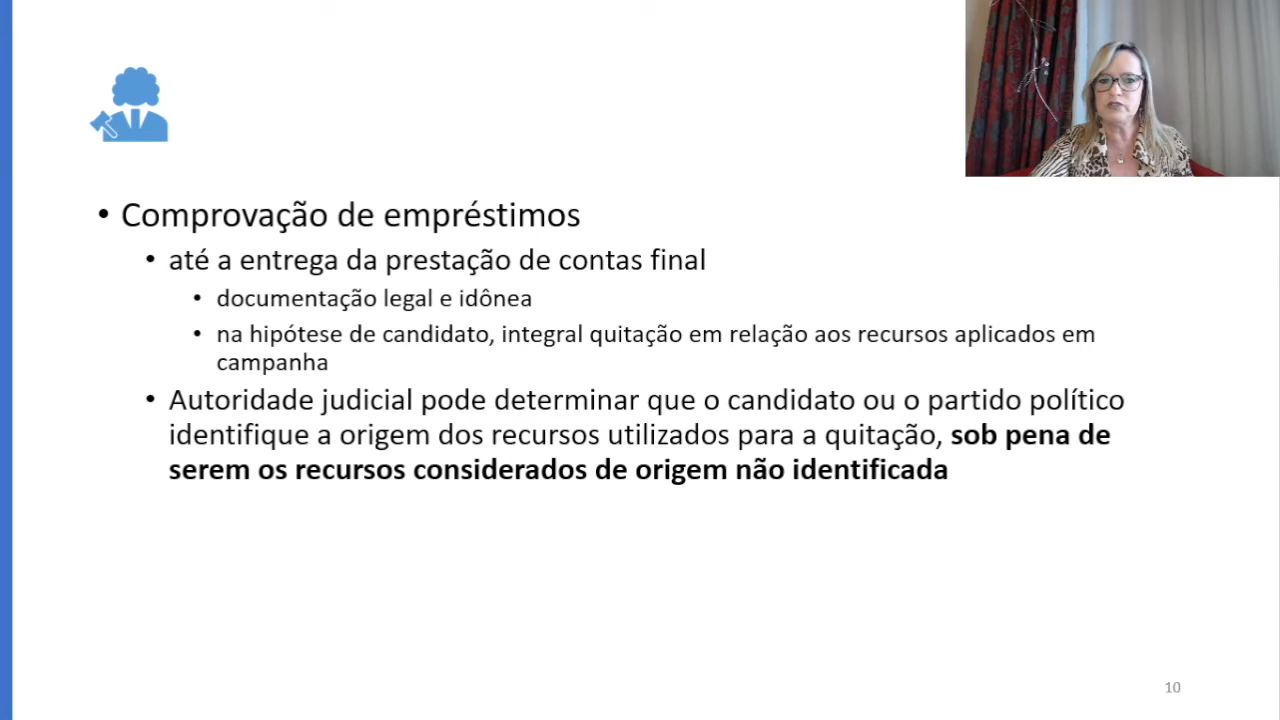 • Comprovação de empréstimos
• até a entrega da prestação de contas final
• documentação legal e idônea
• na hipótese de candidato, integral quitação em relação aos recursos aplicados em
campanha
• Autoridade judicial pode determinar que o candidato ou o partido político
identifique a origem dos recursos utilizados para a quitação, sob pena de
serem os recursos considerados de origem não identificada
10